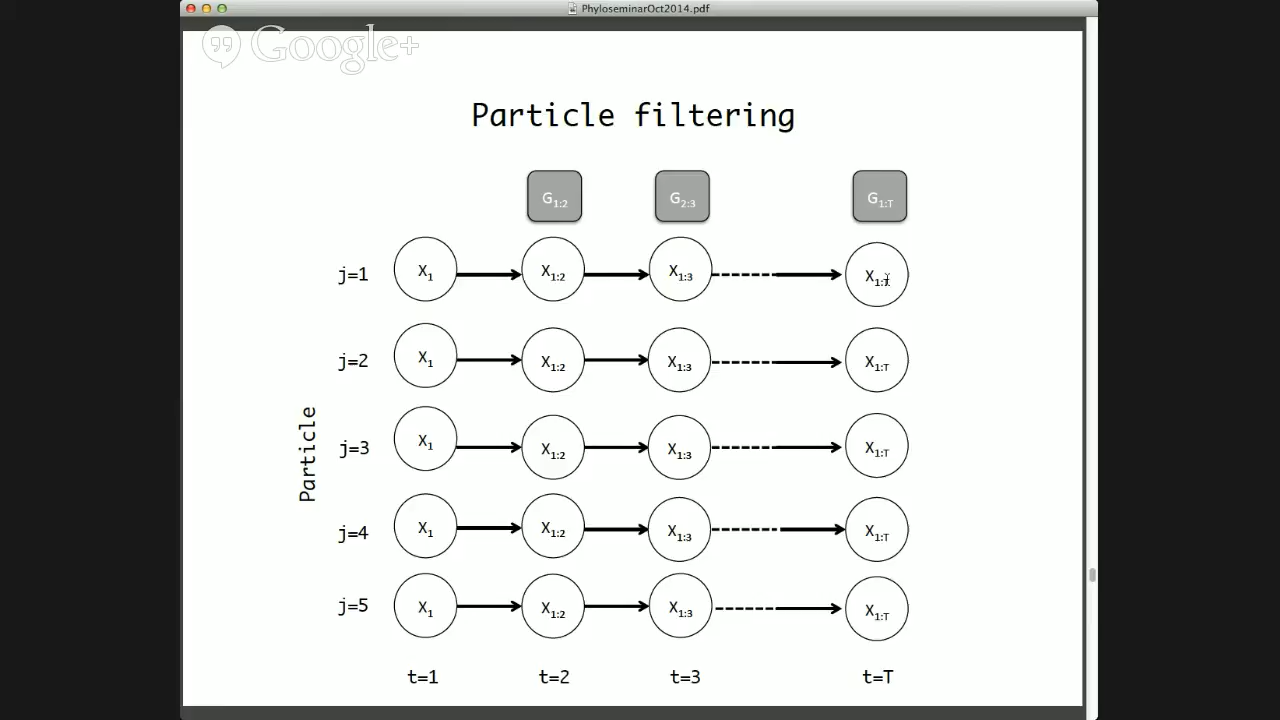 PhyloseminarOct2014.pdf
Google+
Particle filtering
G1:2 G2:3 G1:T
j=1 X1 X1:2 X1:3 X1:T
j=2 X1 X1:2 X1:3 X1:T
Particle
j=3 X1 X1:2 X1:3 X1:T
j=4 X1 X1:2 X1:3 X1:T
j=5 X1 X1:2 X1:3 X1:T
t=1 t=2 t=3 t=T